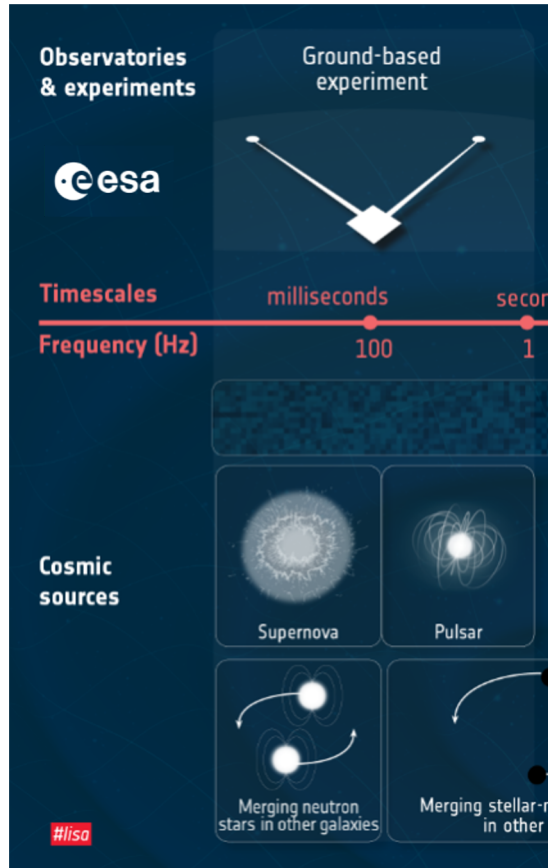 Observatories
& experiments
Ground-based
experiment
esa
Timescales
milliseconds
Frequency (Hz)
100
1
Cosmic
sources
Supernova
Pulsar
Merging neutron
stars in other galaxies
Merging
in other
#lisa